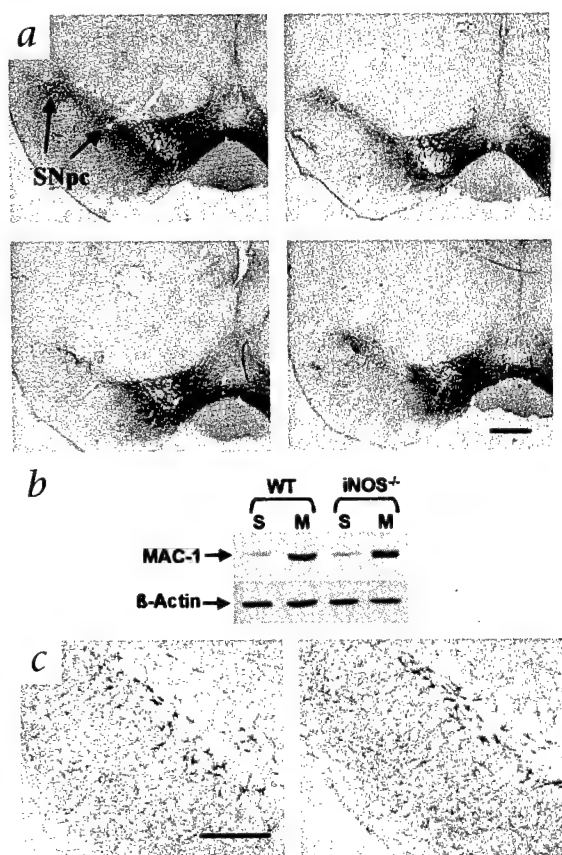 a
SNpc
b
WT iNOS-/-
S M S M
MAC-1
ß-Actin
c